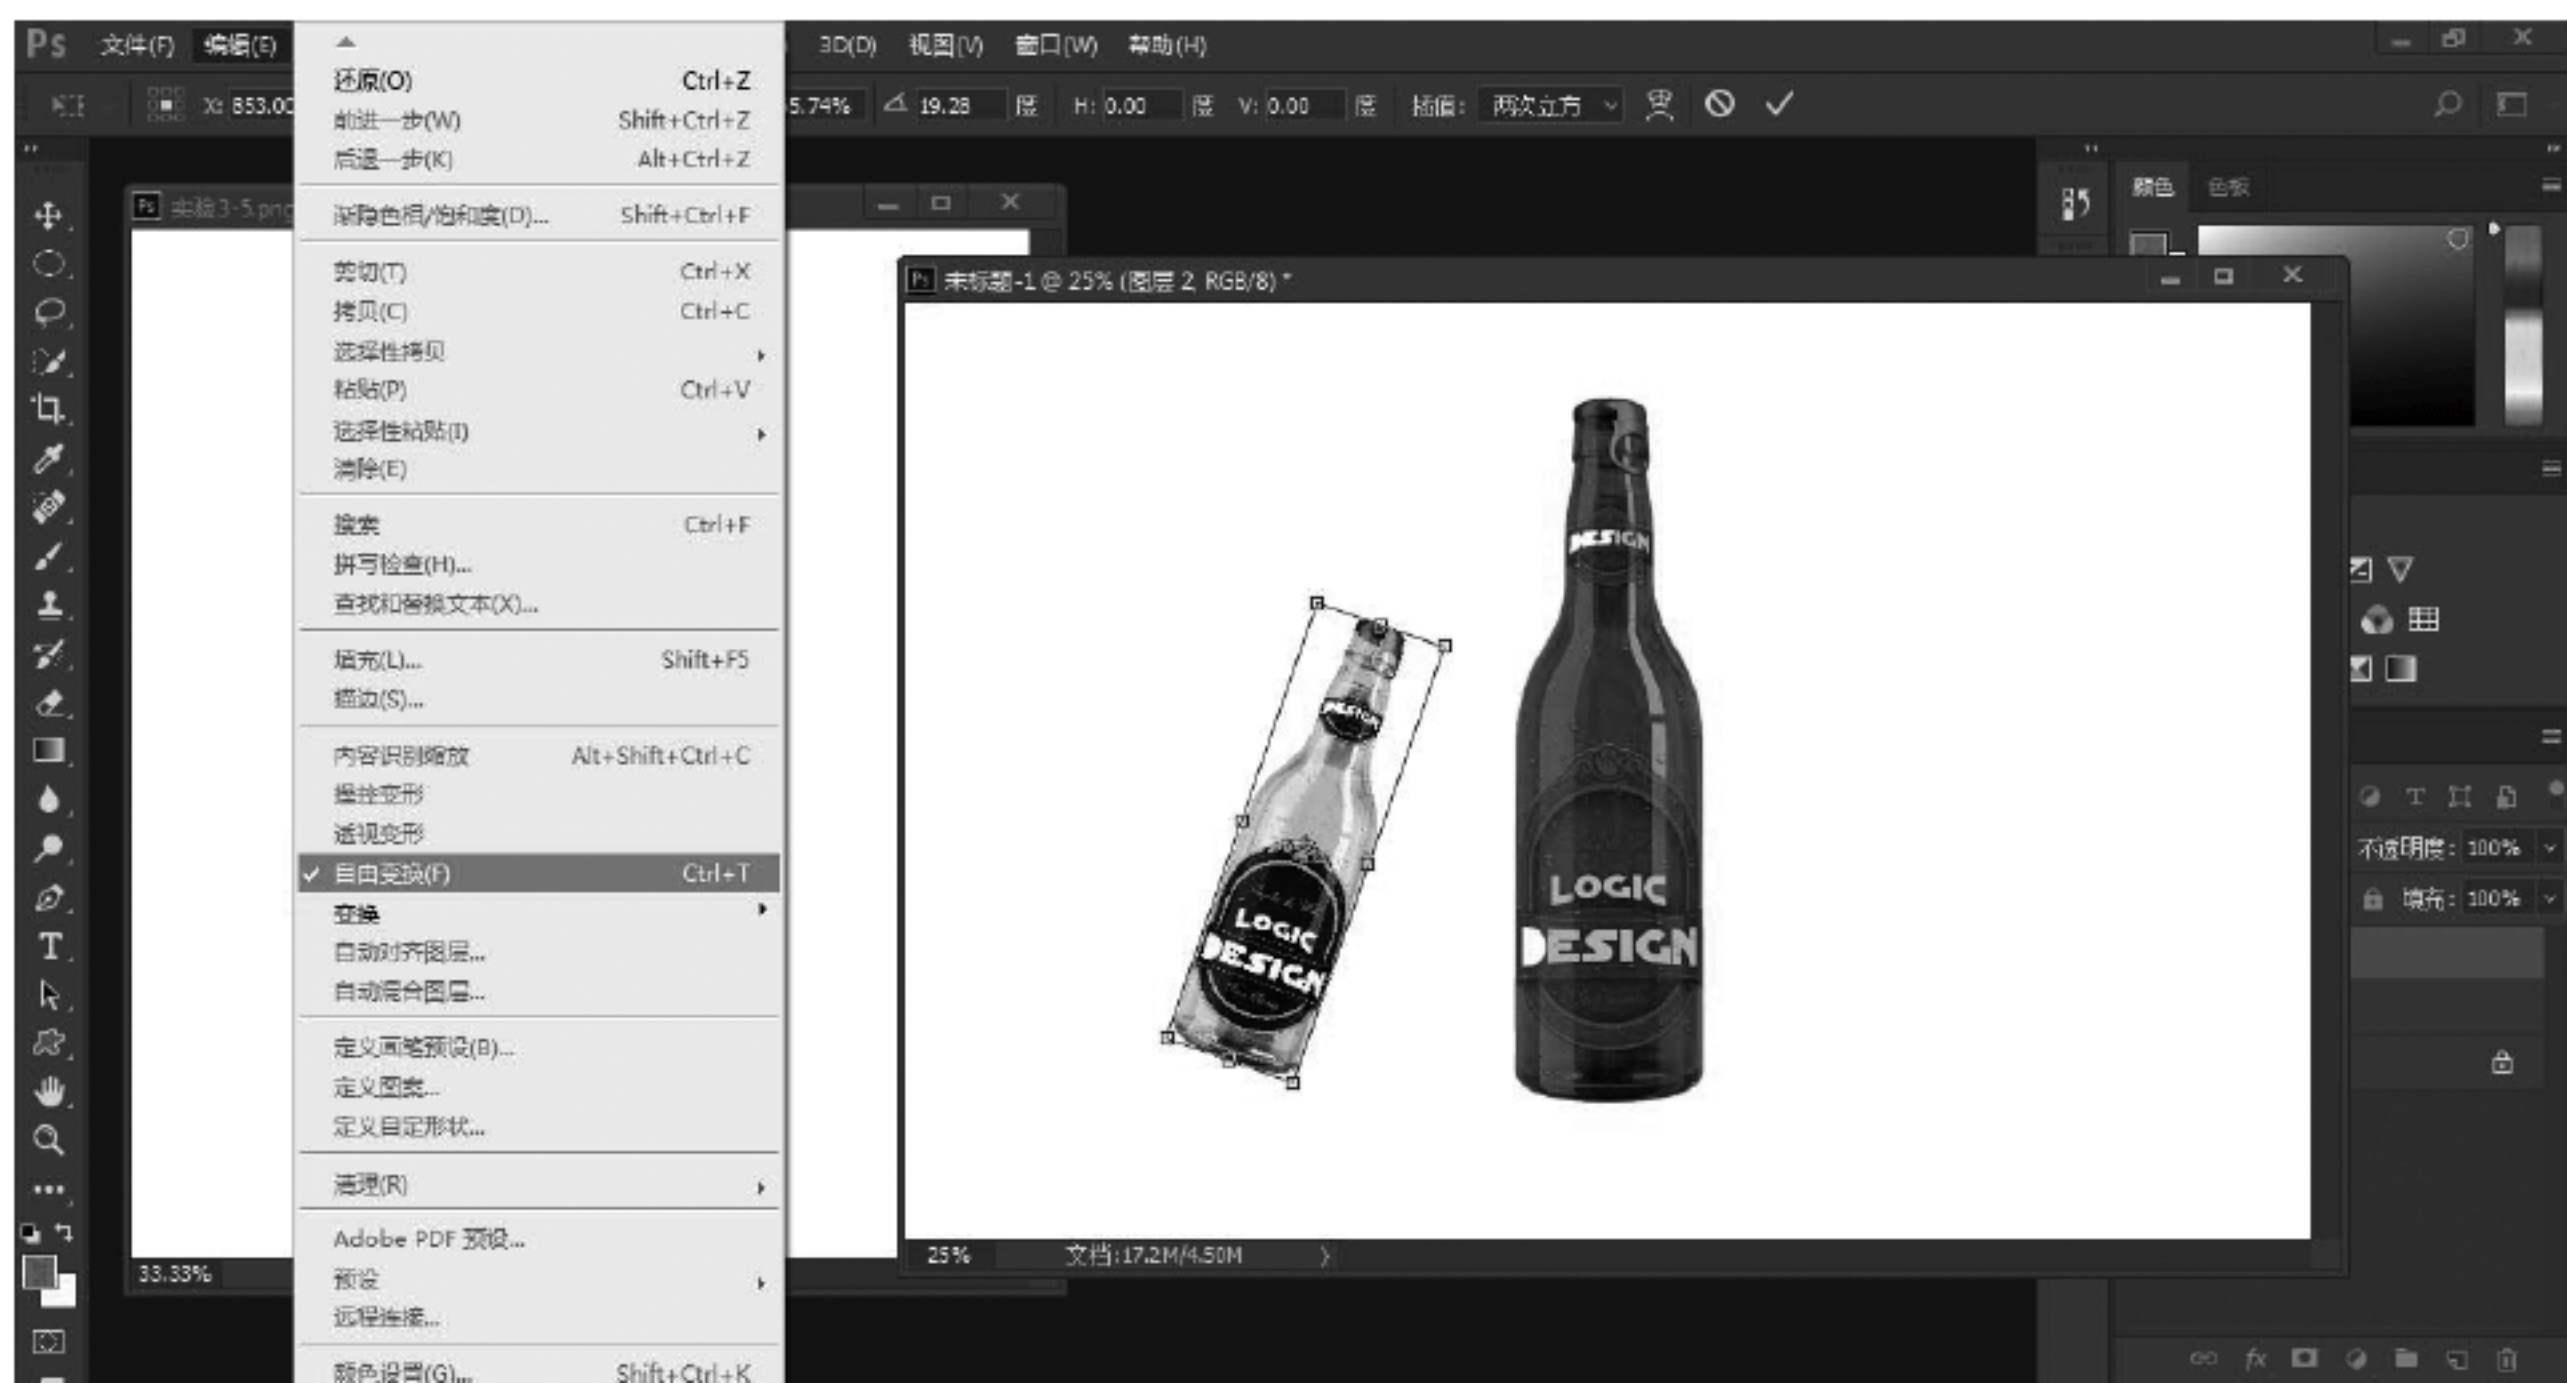 Ps 文件(F) 编辑(E) 3D(D) 视图(V) 窗口(W) 帮助(H)
X: 853.00 5.74% 19.28 度 H: 0.00 度 V: 0.00 度 插值: 两次立方
还原(O) Ctrl+Z
前进一步(W) Shift+Ctrl+Z
后退一步(K) Alt+Ctrl+Z
渐隐色相/饱和度(D)... Shift+Ctrl+F
剪切(T) Ctrl+X
拷贝(C) Ctrl+C
选择性拷贝
粘贴(P) Ctrl+V
选择性粘贴(I)
清除(E)
搜索 Ctrl+F
拼写检查(H)...
查找和替换文本(X)...
填充(L)... Shift+F5
描边(S)...
内容识别缩放 Alt+Shift+Ctrl+C
操控变形
透视变形
自由变换(F) Ctrl+T
变换
自动对齐图层...
自动混合图层...
定义画笔预设(B)...
定义图案...
定义自定形状...
清理(R)
Adobe PDF 预设...
预设
远程连接...
颜色设置(G)... Shift+Ctrl+K
Ps 实验3-5.png
33.33%
Ps 未标题-1 @ 25% (图层 2, RGB/8) *
DESIGN
LOGIC
DESIGN
DESIGN
LOGIC
DESIGN
25% 文档:17.2M/4.50M
颜色 色板
不透明度: 100%
填充: 100%
fx